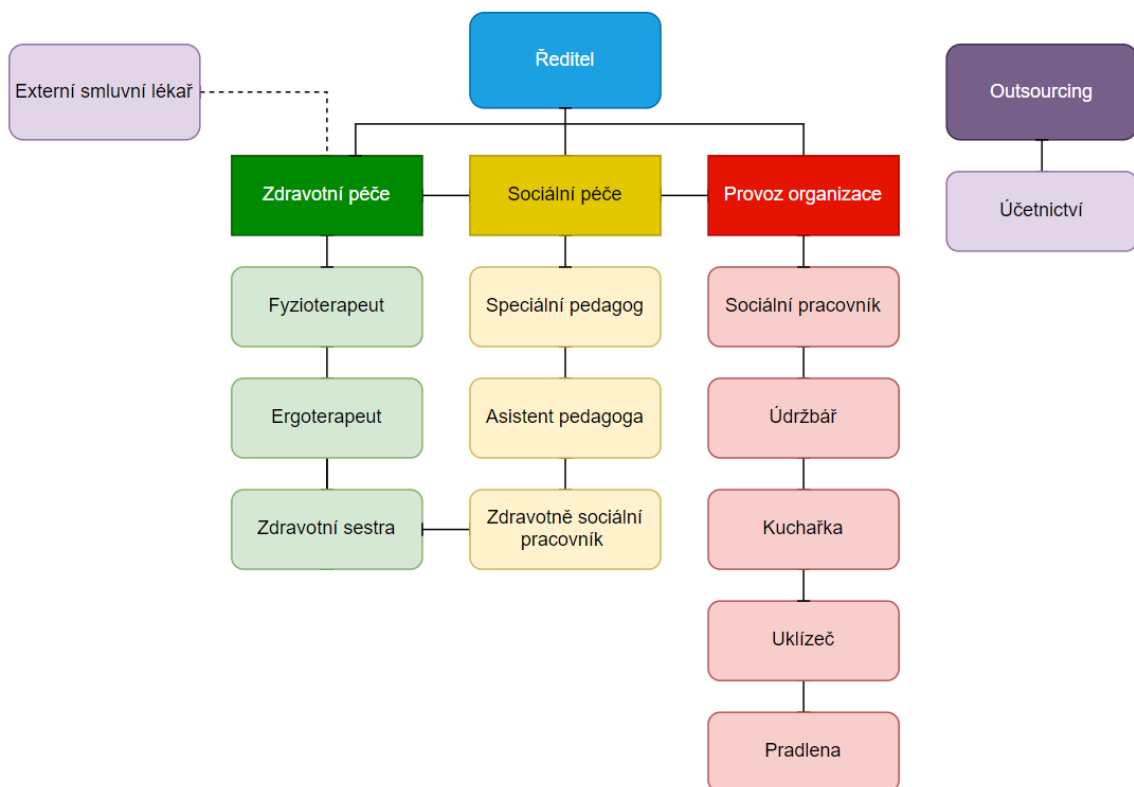 Ředitel
Externí smluvní lékař
Outsourcing
Zdravotní péče
Sociální péče
Provoz organizace
Účetnictví
Fyzioterapeut
Speciální pedagog
Sociální pracovník
Ergoterapeut
Asistent pedagoga
Údržbář
Zdravotní sestra
Zdravotně sociální
pracovník
Kuchařka
Uklízeč
Pradlena